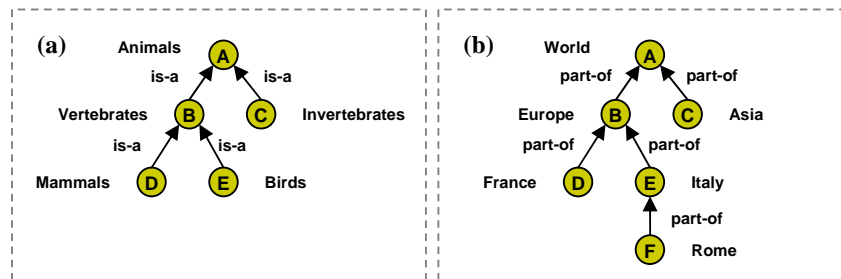 (a)
Animals A
is-a is-a
Vertebrates B C Invertebrates
is-a is-a
Mammals D E Birds
(b)
World A
part-of part-of
Europe B C Asia
part-of part-of
France D E Italy
part-of
F Rome